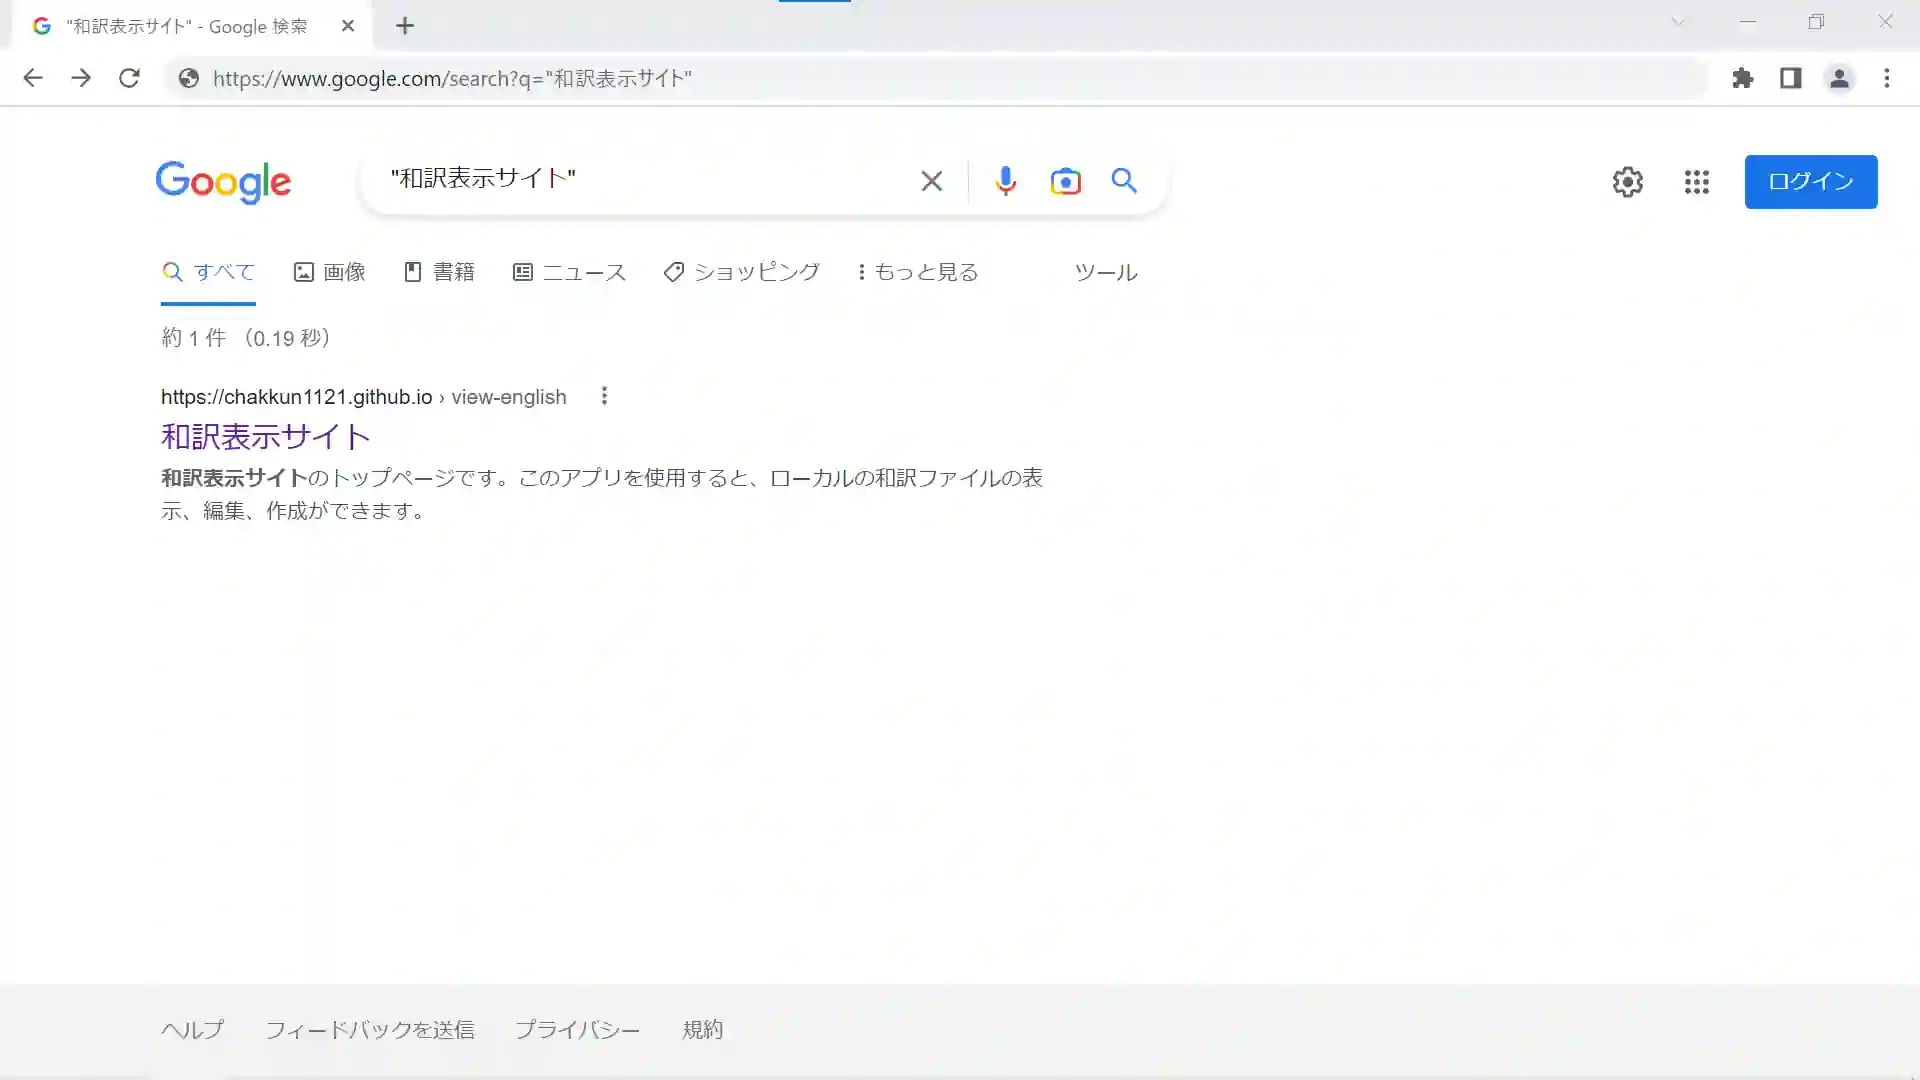 "和訳表示サイト" - Google 検索
https://www.google.com/search?q="和訳表示サイト"
Google
"和訳表示サイト"
ログイン
すべて 画像 書籍 ニュース ショッピング もっと見る ツール
約 1 件 （0.19 秒）
https://chakkun1121.github.io › view-english
和訳表示サイト
和訳表示サイトのトップページです。このアプリを使用すると、ローカルの和訳ファイルの表
示、編集、作成ができます。
ヘルプ フィードバックを送信 プライバシー 規約